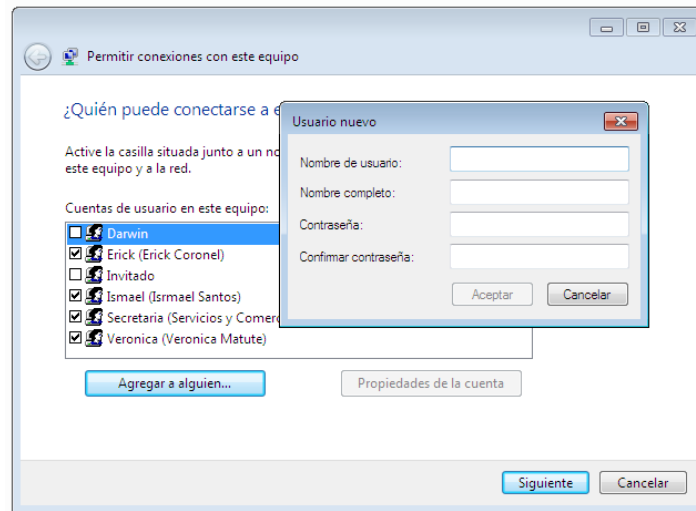 Permitir conexiones con este equipo
¿Quién puede conectarse a e
Active la casilla situada junto a un no
este equipo y a la red.
Cuentas de usuario en este equipo:
Darwin
Erick (Erick Coronel)
Invitado
Ismael (Isrmael Santos)
Secretaria (Servicios y Comerc
Veronica (Veronica Matute)
Agregar a alguien...
Propiedades de la cuenta
Usuario nuevo
Nombre de usuario:
Nombre completo:
Contraseña:
Confimar contraseña:
Aceptar
Cancelar
Siguiente
Cancelar